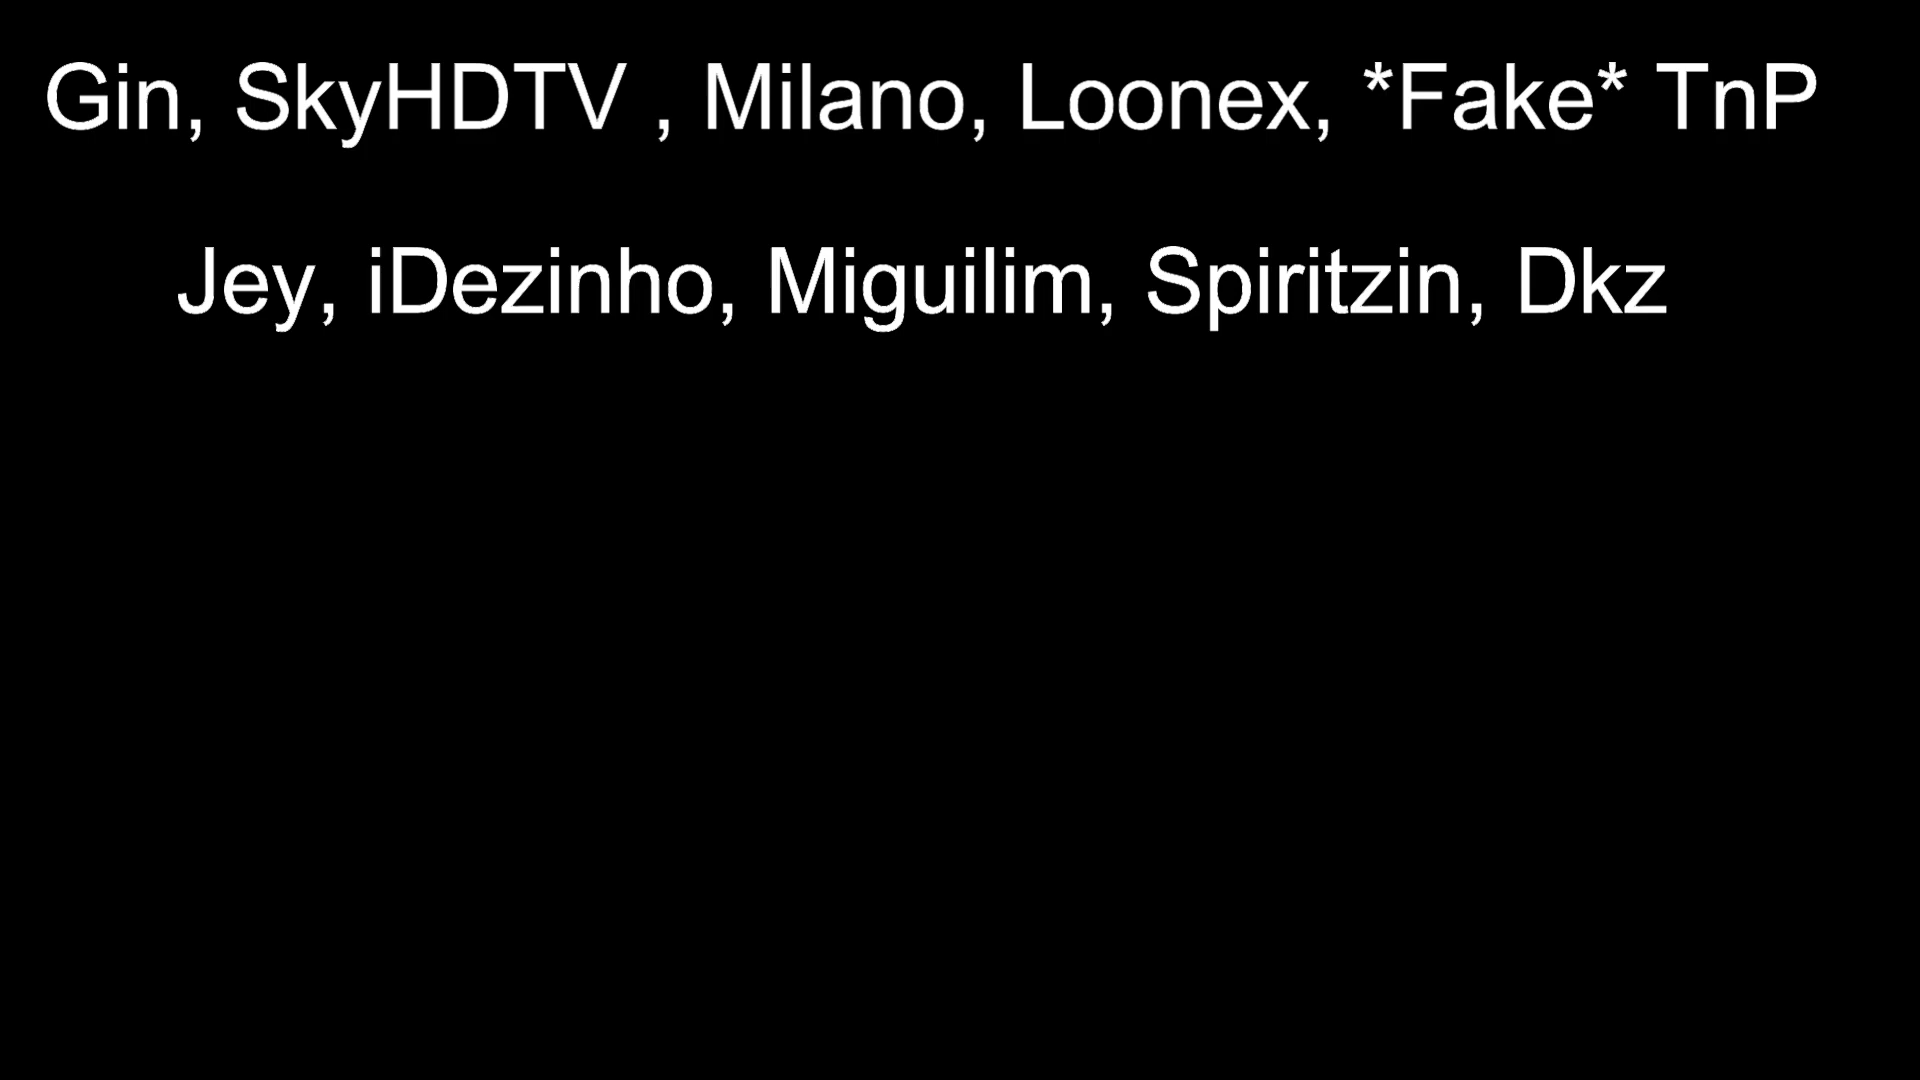 Gin, SkyHDTV , Milano, Loonex, *Fake* TnP
Jey, iDezinho, Miguilim, Spiritzin, Dkz